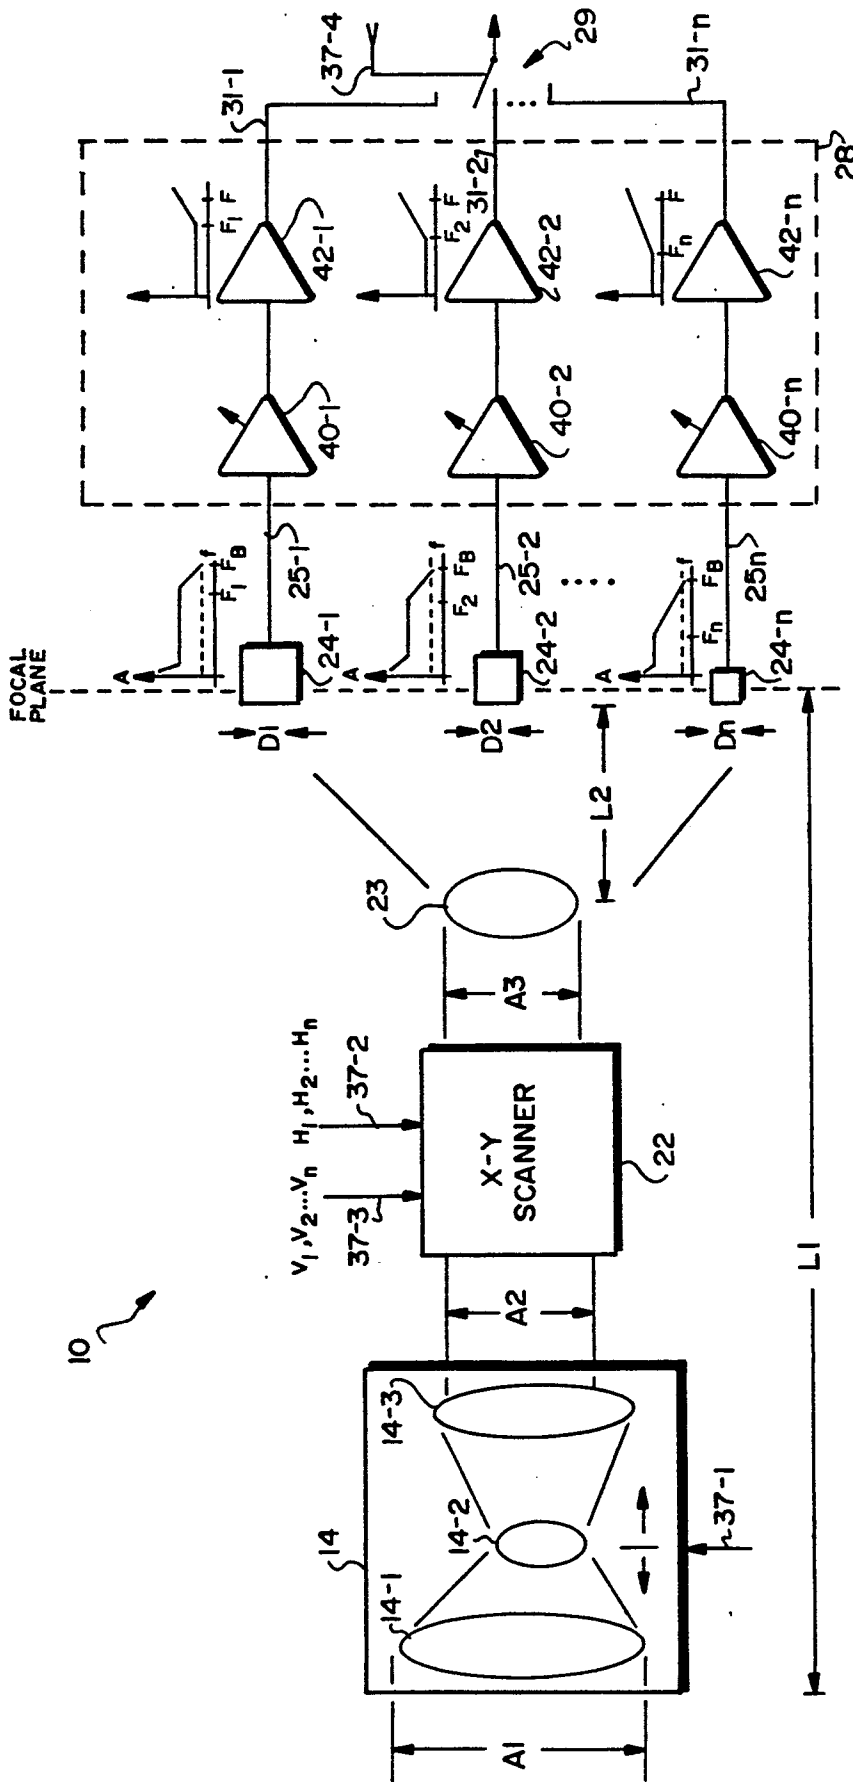 10
14
14-1
14-2
14-3
37-1
A1
A2
V₁,V₂...Vₙ
H₁,H₂...Hₙ
37-3
37-2
X-Y
SCANNER
22
A3
23
L1
L2
FOCAL
PLANE
D1
D2
Dn
A
F₁
F_B
f
24-1
25-1
A
F₂
F_B
f
24-2
25-2
A
Fₙ
F_B
f
24-n
25n
40-1
40-2
40-n
F₁
F
42-1
F₂
F
42-2
Fₙ
F
42-n
28
31-1
31-2
31-n
37-4
29